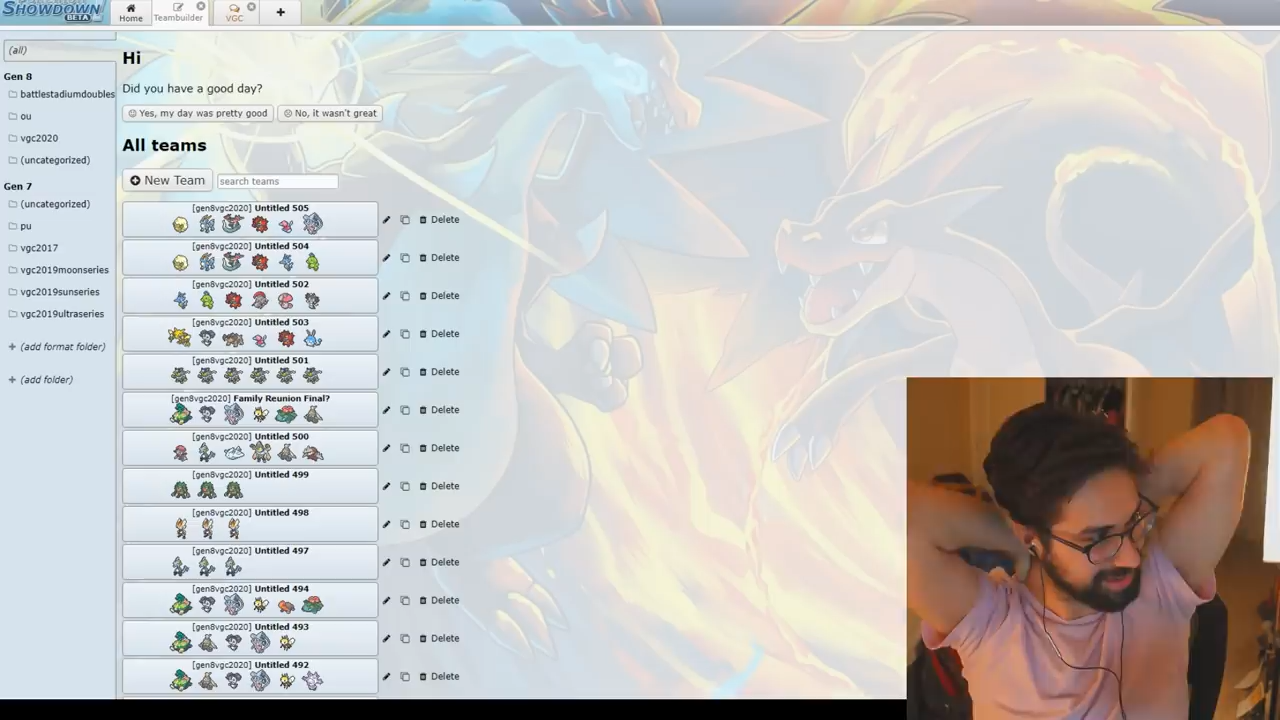 SHOWDOWN
BETA
Home
Teambuilder
VGC
(all)
Gen 8
battlestadiumdoubles
ou
vgc2020
(uncategorized)
Gen 7
(uncategorized)
pu
vgc2017
vgc2019moonseries
vgc2019sunseries
vgc2019ultraseries
(add format folder)
(add folder)
Hi
Did you have a good day?
Yes, my day was pretty good
No, it wasn't great
All teams
New Team
search teams
[gen8vgc2020] Untitled 505
Delete
[gen8vgc2020] Untitled 504
Delete
[gen8vgc2020] Untitled 502
Delete
[gen8vgc2020] Untitled 503
Delete
[gen8vgc2020] Untitled 501
Delete
[gen8vgc2020] Family Reunion Final?
Delete
[gen8vgc2020] Untitled 500
Delete
[gen8vgc2020] Untitled 499
Delete
[gen8vgc2020] Untitled 498
Delete
[gen8vgc2020] Untitled 497
Delete
[gen8vgc2020] Untitled 494
Delete
[gen8vgc2020] Untitled 493
Delete
[gen8vgc2020] Untitled 492
Delete